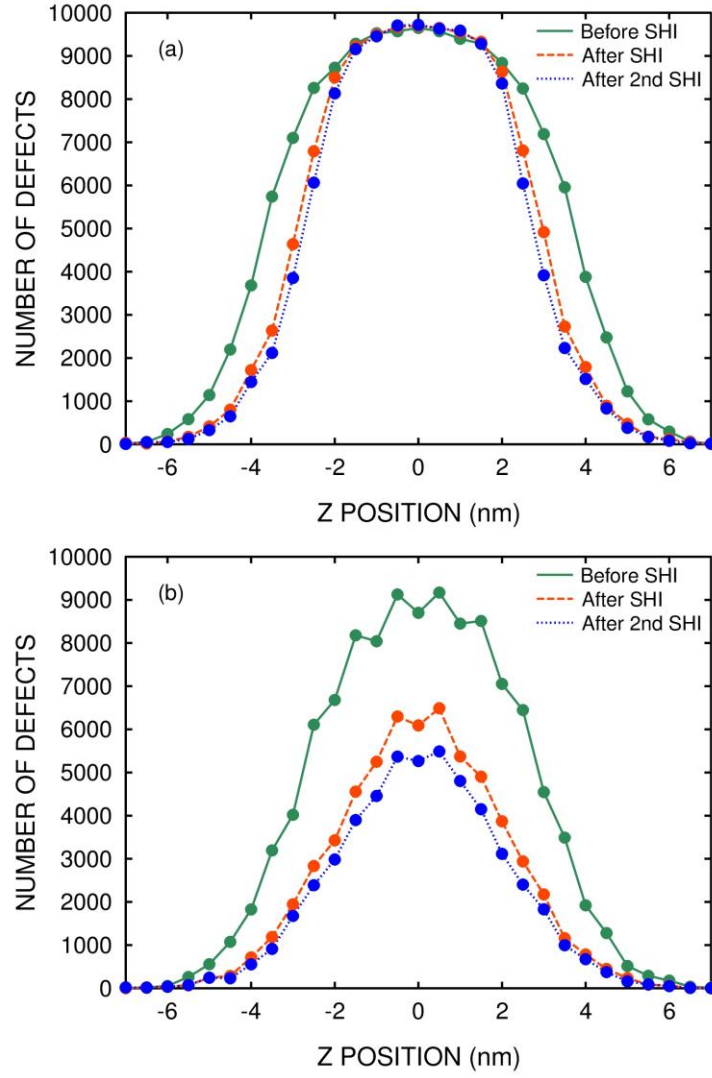 10000
9000
8000
7000
6000
5000
4000
3000
2000
1000
0
NUMBER OF DEFECTS
(a)
Before SHI
After SHI
After 2nd SHI
-6 -4 -2 0 2 4 6
Z POSITION (nm)
10000
9000
8000
7000
6000
5000
4000
3000
2000
1000
0
NUMBER OF DEFECTS
(b)
Before SHI
After SHI
After 2nd SHI
-6 -4 -2 0 2 4 6
Z POSITION (nm)